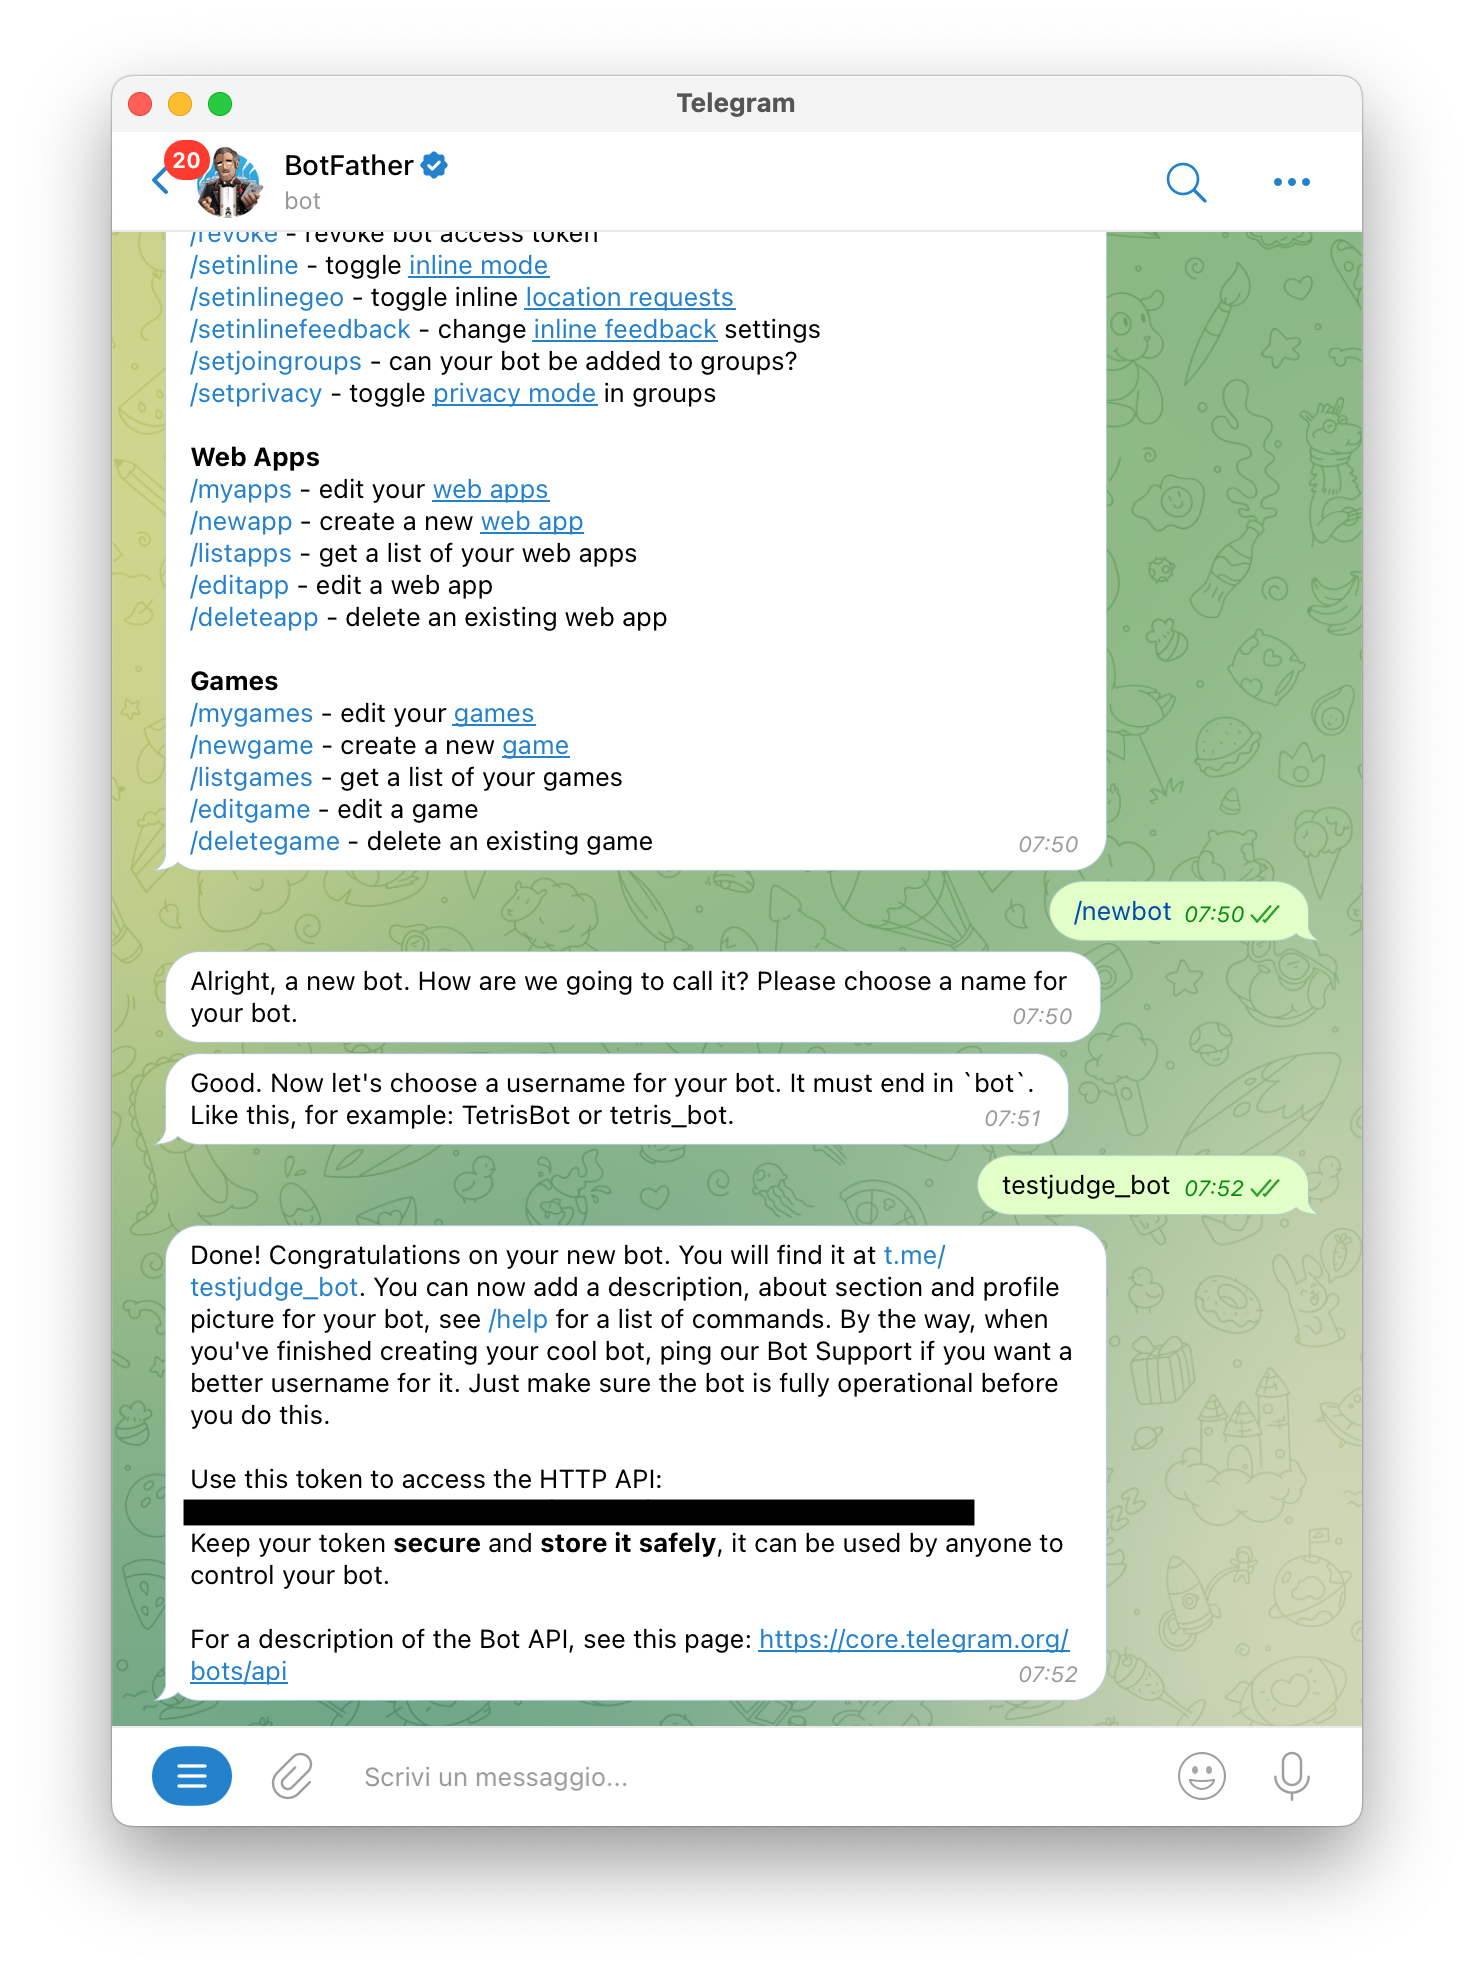 Telegram
20
BotFather
bot
/revoke - revoke bot access token
/setinline - toggle inline mode
/setinlinegeo - toggle inline location requests
/setinlinefeedback - change inline feedback settings
/setjoingroups - can your bot be added to groups?
/setprivacy - toggle privacy mode in groups
Web Apps
/myapps - edit your web apps
/newapp - create a new web app
/listapps - get a list of your web apps
/editapp - edit a web app
/deleteapp - delete an existing web app
Games
/mygames - edit your games
/newgame - create a new game
/listgames - get a list of your games
/editgame - edit a game
/deletegame - delete an existing game
07:50
/newbot 07:50
Alright, a new bot. How are we going to call it? Please choose a name for
your bot.
07:50
Good. Now let's choose a username for your bot. It must end in `bot`.
Like this, for example: TetrisBot or tetris_bot.
07:51
testjudge_bot 07:52
Done! Congratulations on your new bot. You will find it at t.me/
testjudge_bot. You can now add a description, about section and profile
picture for your bot, see /help for a list of commands. By the way, when
you've finished creating your cool bot, ping our Bot Support if you want a
better username for it. Just make sure the bot is fully operational before
you do this.
Use this token to access the HTTP API:
Keep your token secure and store it safely, it can be used by anyone to
control your bot.
For a description of the Bot API, see this page: https://core.telegram.org/
bots/api
07:52
Scrivi un messaggio...